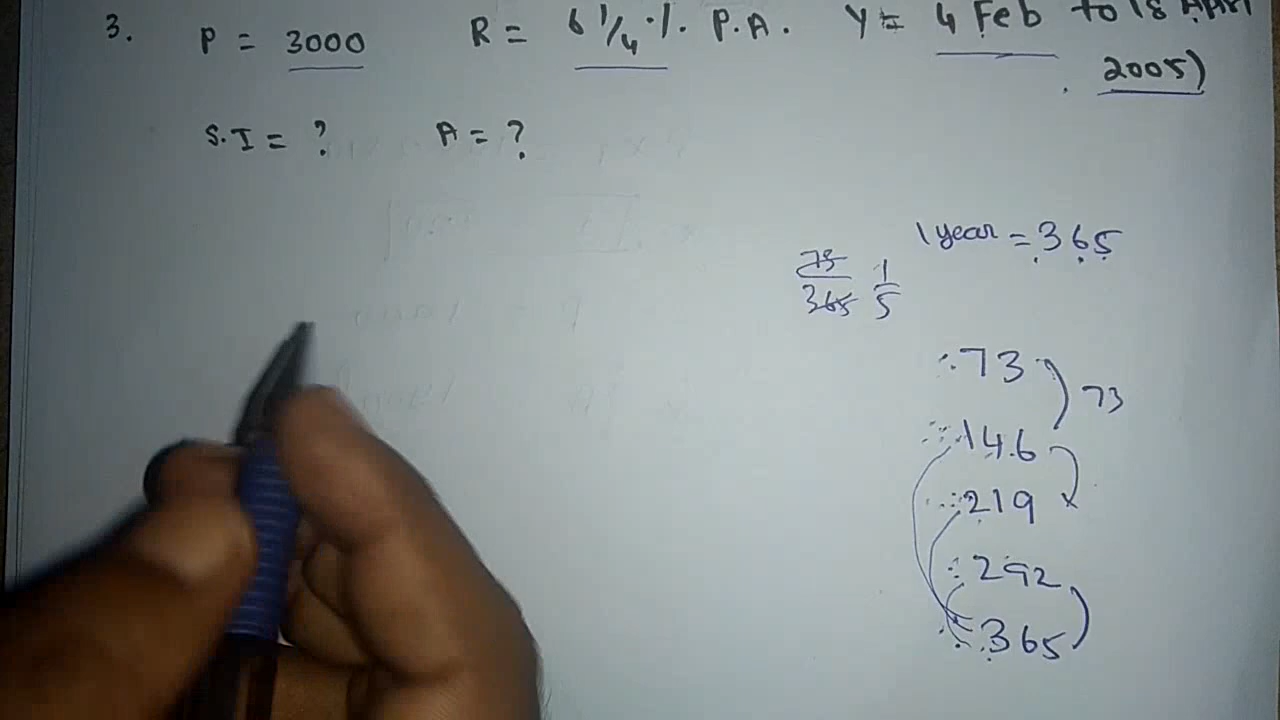 3. P = 3000 R = 6 1/4 %. P.A. Y = 4 Feb to 18 April
2005)
S.I = ? A = ?
1 year = 365
73/365 1/5
73
73
146
219
292
365